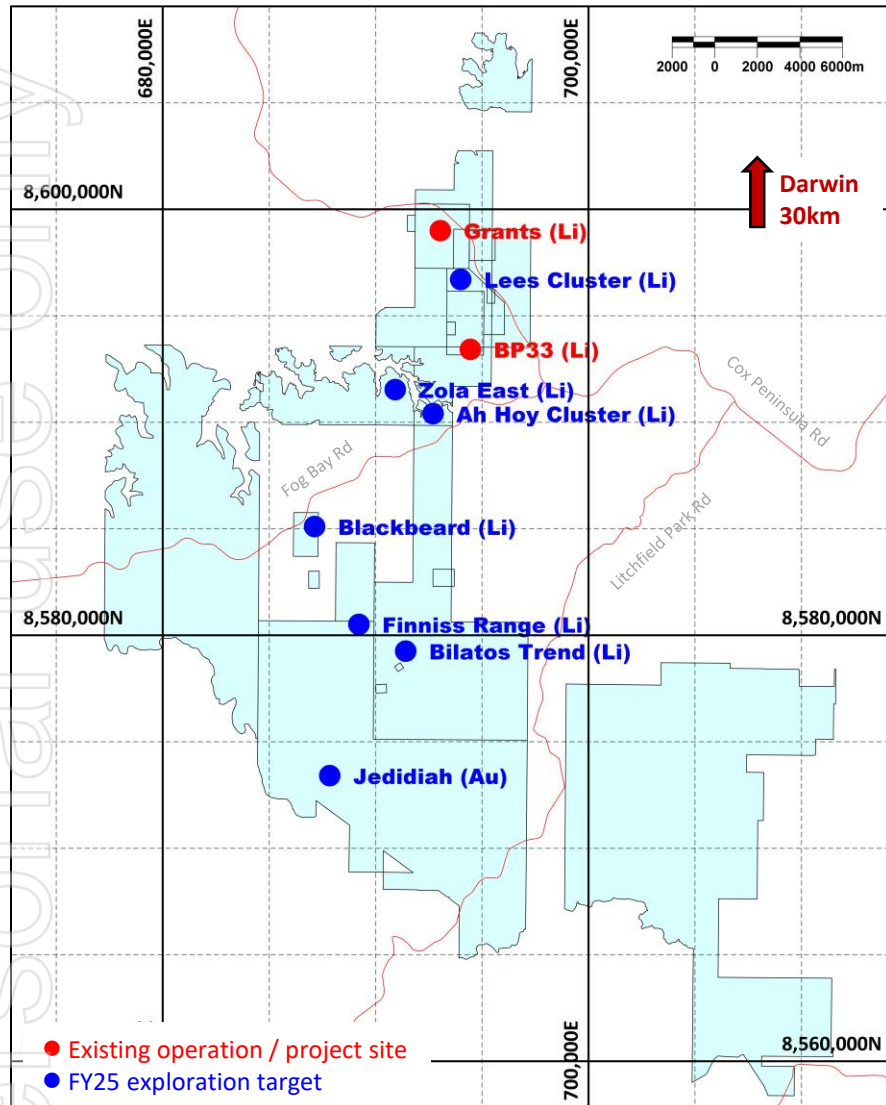 680,000E
700,000E
2000 0 2000 4000 6000m
8,600,000N
Darwin
30km
Grants (Li)
Lees Cluster (Li)
BP33 (Li)
Cox Peninsula Rd
Zola East (Li)
Ah Hoy Cluster (Li)
Fog Bay Rd
Litchfield Park Rd
Blackbeard (Li)
Finniss Range (Li)
8,580,000N
8,580,000N
Bilatos Trend (Li)
Jedidiah (Au)
700,000E
8,560,000N
Existing operation / project site
FY25 exploration target
ersonal use only